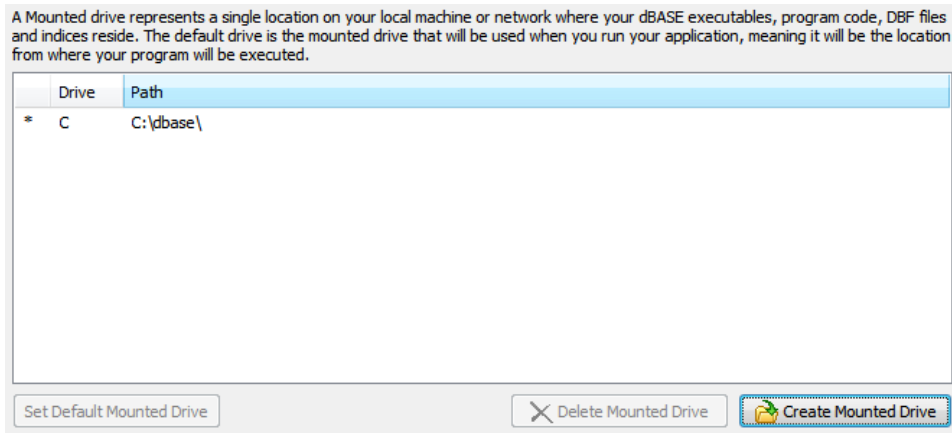 A Mounted drive represents a single location on your local machine or network where your dBASE executables, program code, DBF files
and indices reside. The default drive is the mounted drive that will be used when you run your application, meaning it will be the location
from where your program will be executed.
Drive Path
* C C:\dbase\
Set Default Mounted Drive Delete Mounted Drive Create Mounted Drive